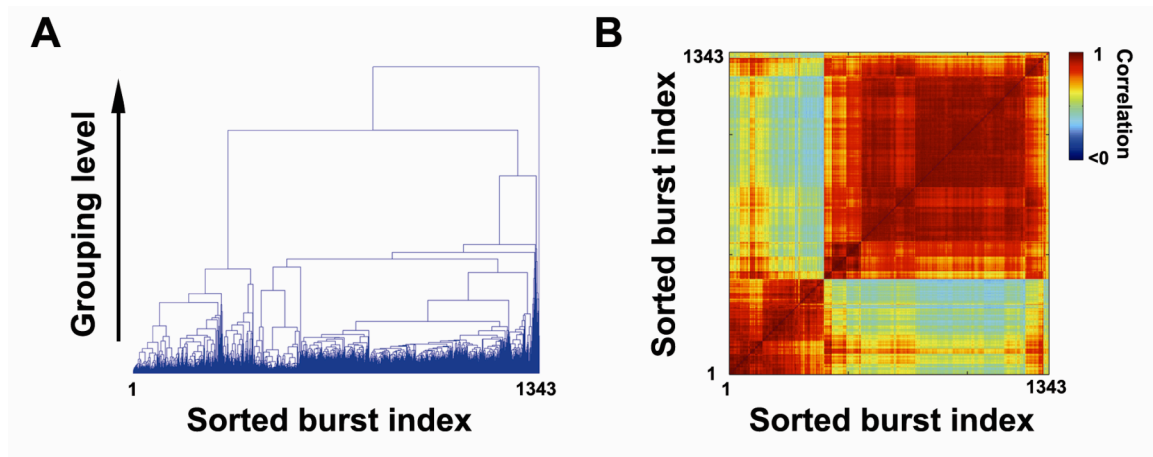 A
Grouping level
1
1343
Sorted burst index
B
1343
Sorted burst index
1
1
1343
Sorted burst index
1
<0
Correlation